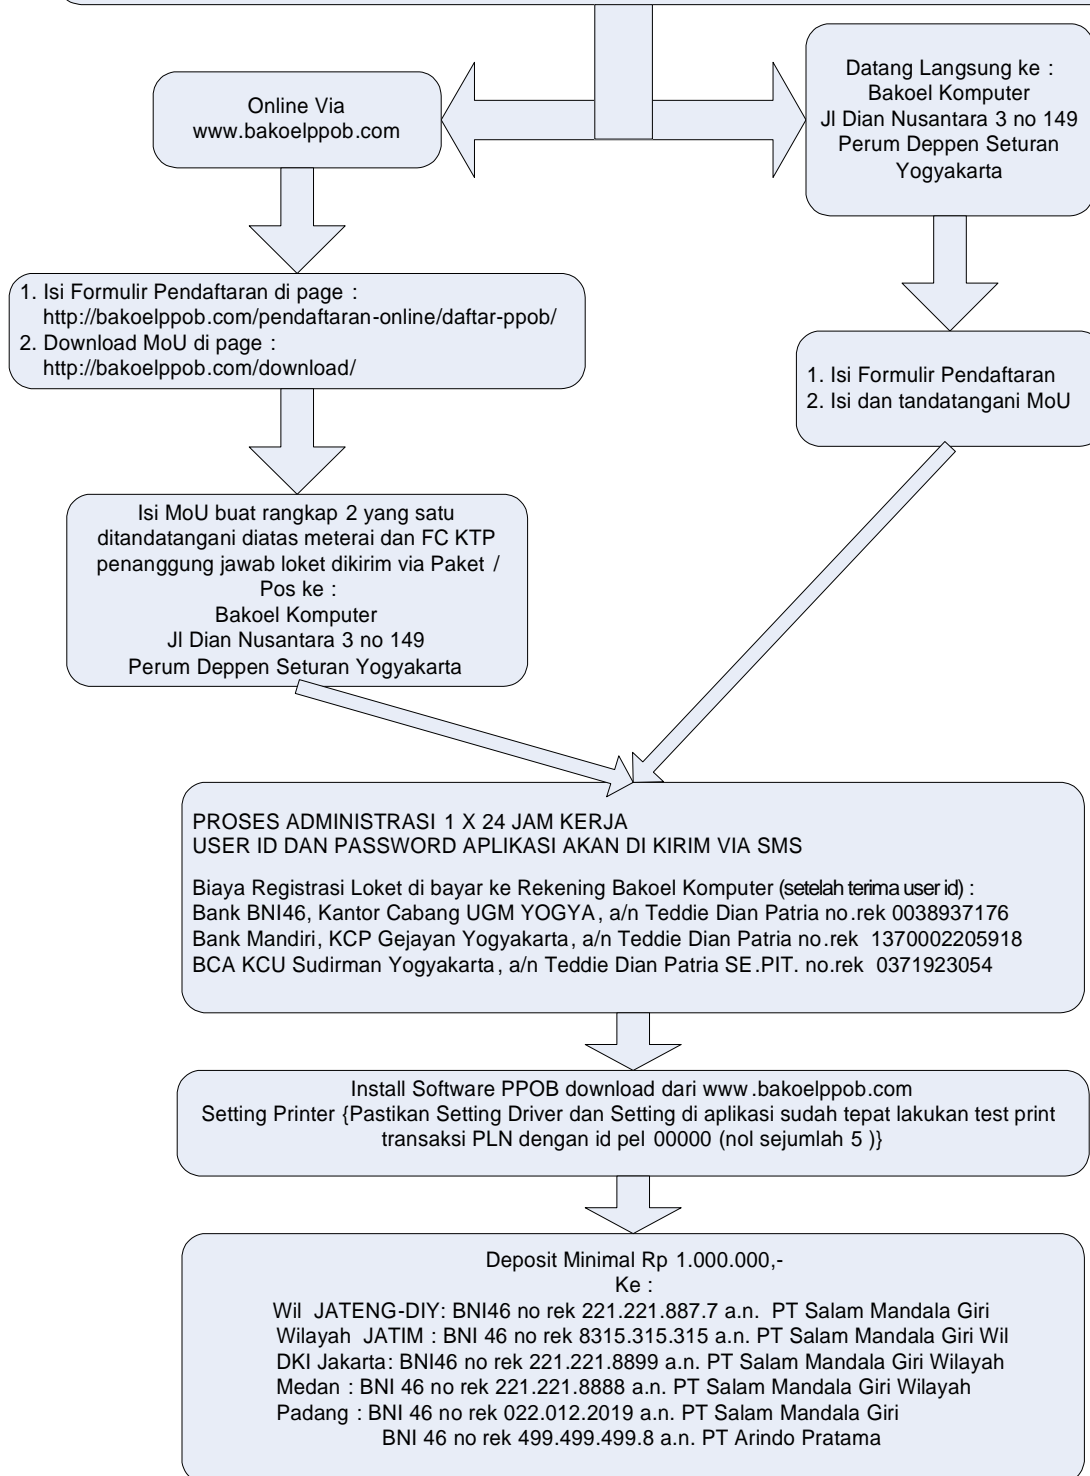 Online Via
www.bakoelppob.com
Datang Langsung ke :
Bakoel Komputer
Jl Dian Nusantara 3 no 149
Perum Deppen Seturan
Yogyakarta
1. Isi Formulir Pendaftaran di page :
http://bakoelppob.com/pendaftaran-online/daftar-ppob/
2. Download MoU di page :
http://bakoelppob.com/download/
1. Isi Formulir Pendaftaran
2. Isi dan tandatangani MoU
Isi MoU buat rangkap 2 yang satu
ditandatangani diatas meterai dan FC KTP
penanggung jawab loket dikirim via Paket /
Pos ke :
Bakoel Komputer
Jl Dian Nusantara 3 no 149
Perum Deppen Seturan Yogyakarta
PROSES ADMINISTRASI 1 X 24 JAM KERJA
USER ID DAN PASSWORD APLIKASI AKAN DI KIRIM VIA SMS
Biaya Registrasi Loket di bayar ke Rekening Bakoel Komputer (setelah terima user id) :
Bank BNI46, Kantor Cabang UGM YOGYA, a/n Teddie Dian Patria no.rek 0038937176
Bank Mandiri, KCP Gejayan Yogyakarta, a/n Teddie Dian Patria no.rek 1370002205918
BCA KCU Sudirman Yogyakarta, a/n Teddie Dian Patria SE.PIT. no.rek 0371923054
Install Software PPOB download dari www.bakoelppob.com
Setting Printer {Pastikan Setting Driver dan Setting di aplikasi sudah tepat lakukan test print
transaksi PLN dengan id pel 00000 (nol sejumlah 5 )}
Deposit Minimal Rp 1.000.000,-
Ke :
Wil JATENG-DIY: BNI46 no rek 221.221.887.7 a.n. PT Salam Mandala Giri
Wilayah JATIM : BNI 46 no rek 8315.315.315 a.n. PT Salam Mandala Giri Wil
DKI Jakarta: BNI46 no rek 221.221.8899 a.n. PT Salam Mandala Giri Wilayah
Medan : BNI 46 no rek 221.221.8888 a.n. PT Salam Mandala Giri Wilayah
Padang : BNI 46 no rek 022.012.2019 a.n. PT Salam Mandala Giri
BNI 46 no rek 499.499.499.8 a.n. PT Arindo Pratama